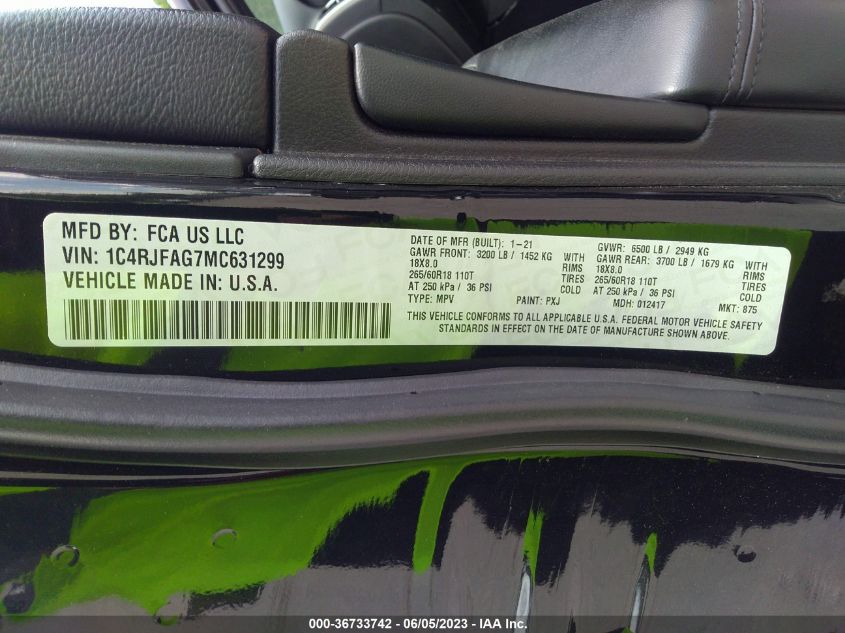 MFD BY: FCA US LLC
VIN: 1C4RJFAG7MC631299
VEHICLE MADE IN U.S.A.
DATE OF MFR (BUILT): 1-21
GAWR FRONT: 3200 LB / 1452 KG WITH
18X8.0 RIMS
265/60R18 110T TIRES
AT 250 kPa / 36 PSI COLD
TYPE: MPV PAINT: PXJ
GVWR: 6500 LB / 2949 KG
GAWR REAR: 3700 LB / 1679 KG WITH
18X8.0 RIMS
265/60R18 110T TIRES
AT 250 kPa / 36 PSI COLD
MDH: 012417 MKT: 875
THIS VEHICLE CONFORMS TO ALL APPLICABLE U.S.A. FEDERAL MOTOR VEHICLE SAFETY
STANDARDS IN EFFECT ON THE DATE OF MANUFACTURE SHOWN ABOVE.
000-36733742 - 06/05/2023 - IAA Inc.